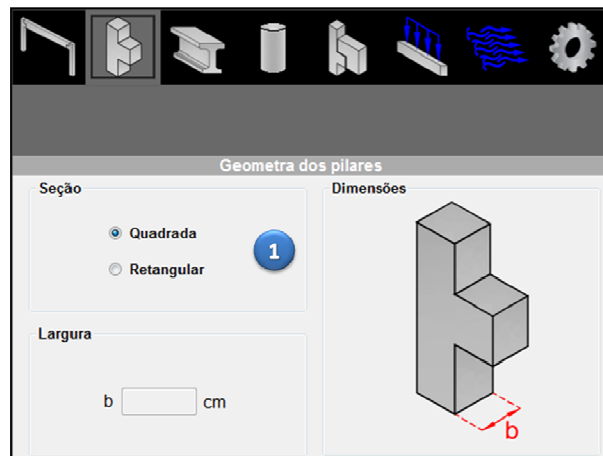 Geometra dos pilares
Seção
Quadrada
Retangular
1
Largura
b cm
Dimensões
b